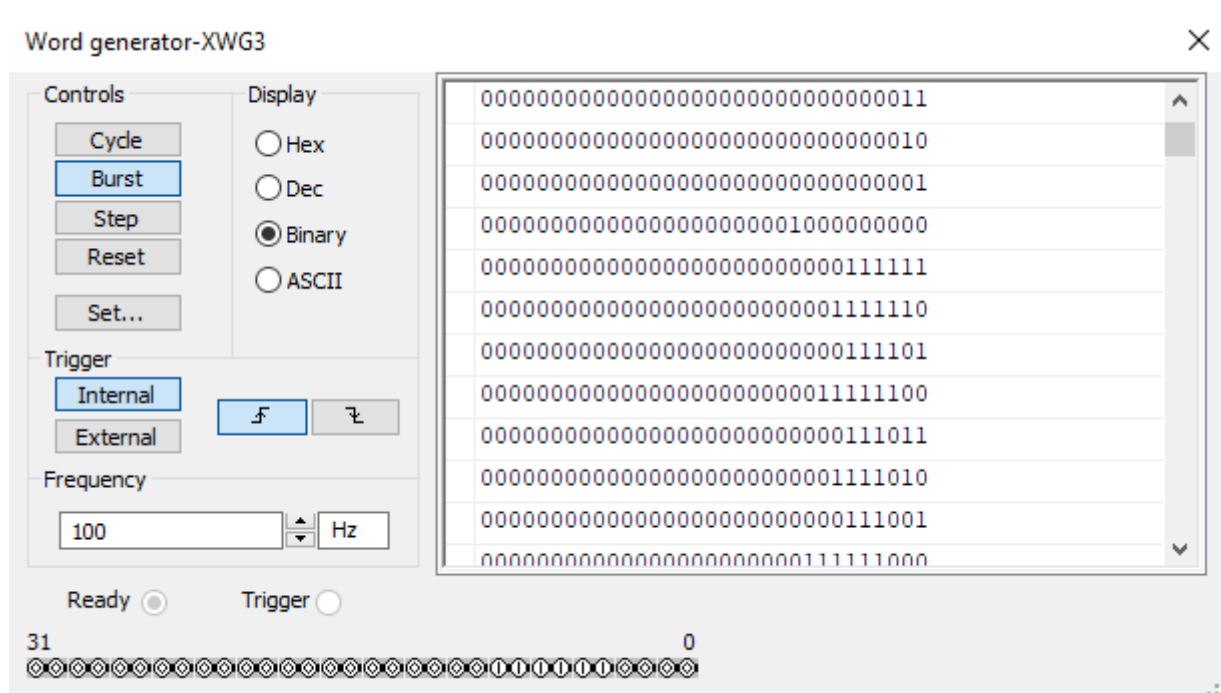 Word generator-XWG3
Controls
Cycle
Burst
Step
Reset
Set...
Display
Hex
Dec
Binary
ASCII
Trigger
Internal
External
Frequency
100
Hz
Ready
Trigger
31
0
00000000000000000000000000000011
00000000000000000000000000000010
00000000000000000000000000000001
00000000000000000000001000000000
00000000000000000000000000111111
00000000000000000000000001111110
00000000000000000000000000111101
00000000000000000000000011111100
00000000000000000000000000111011
00000000000000000000000001111010
00000000000000000000000000111001
00000000000000000000000111111000